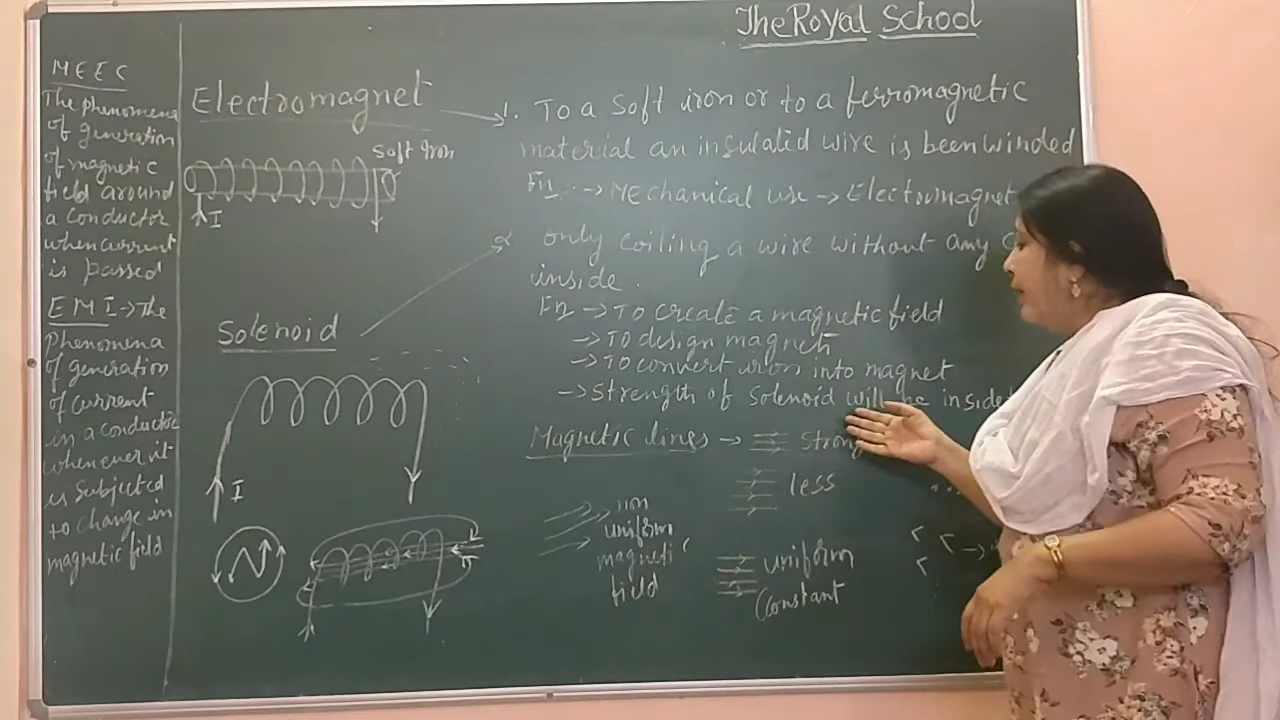 The Royal School
MEEC
The phenomena
of generation
of magnetic
field around
a conductor
when current
is passed
EMI → The
phenomena
of generation
of current
in a conductor
when ever it
is subjected
to change in
magnetic field
Electromagnet
Soft Iron
I
Solenoid
I
N
1. To a soft iron or to a ferromagnetic
material an insulated wire is been winded
→ Mechanical use → Electromagnet
only coiling a wire without any
inside.
→ To create a magnetic field
→ To design magnets
→ To convert iron into magnet
→ Strength of Solenoid will be inside
Magnetic lines → strong
less
non
uniform
magnetic
field
uniform
(constant